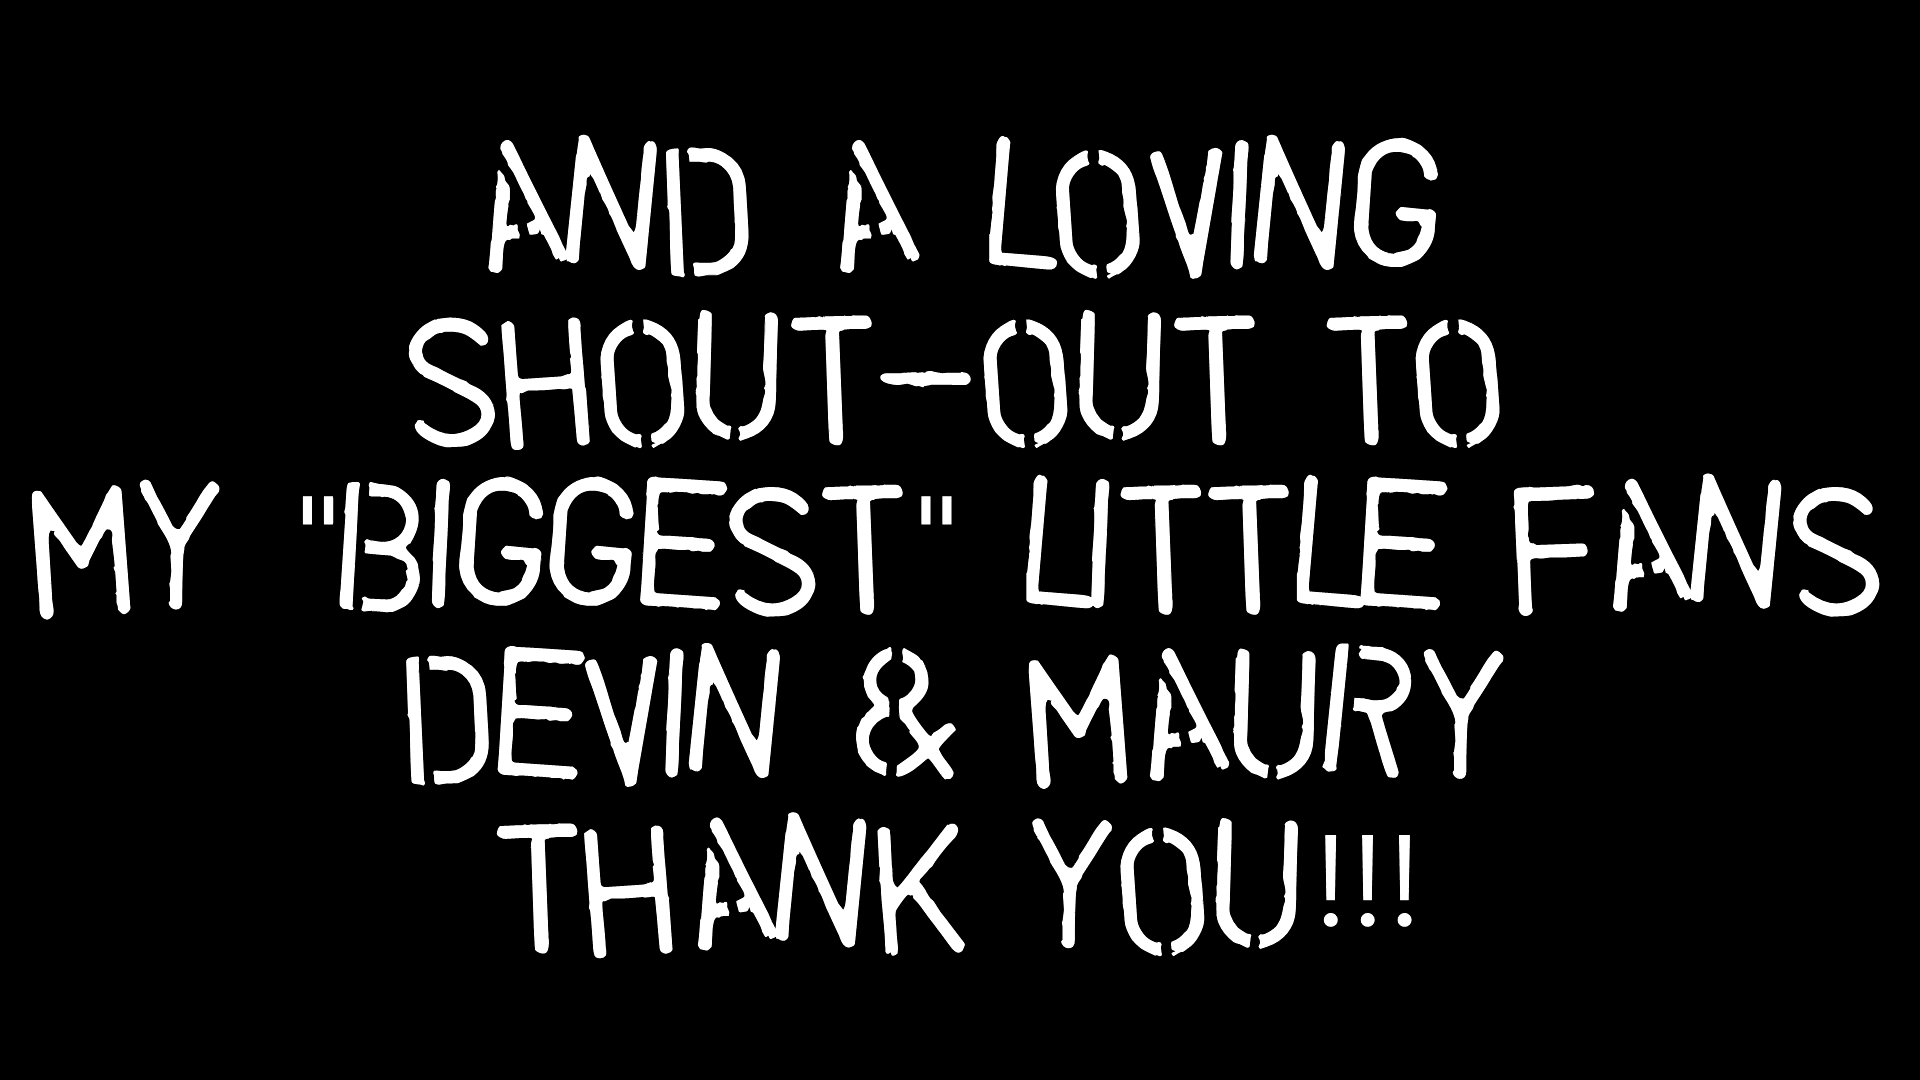 AND A LOVING
SHOUT-OUT TO
MY "BIGGEST" LITTLE FANS
DEVIN & MAURY
THANK YOU!!!